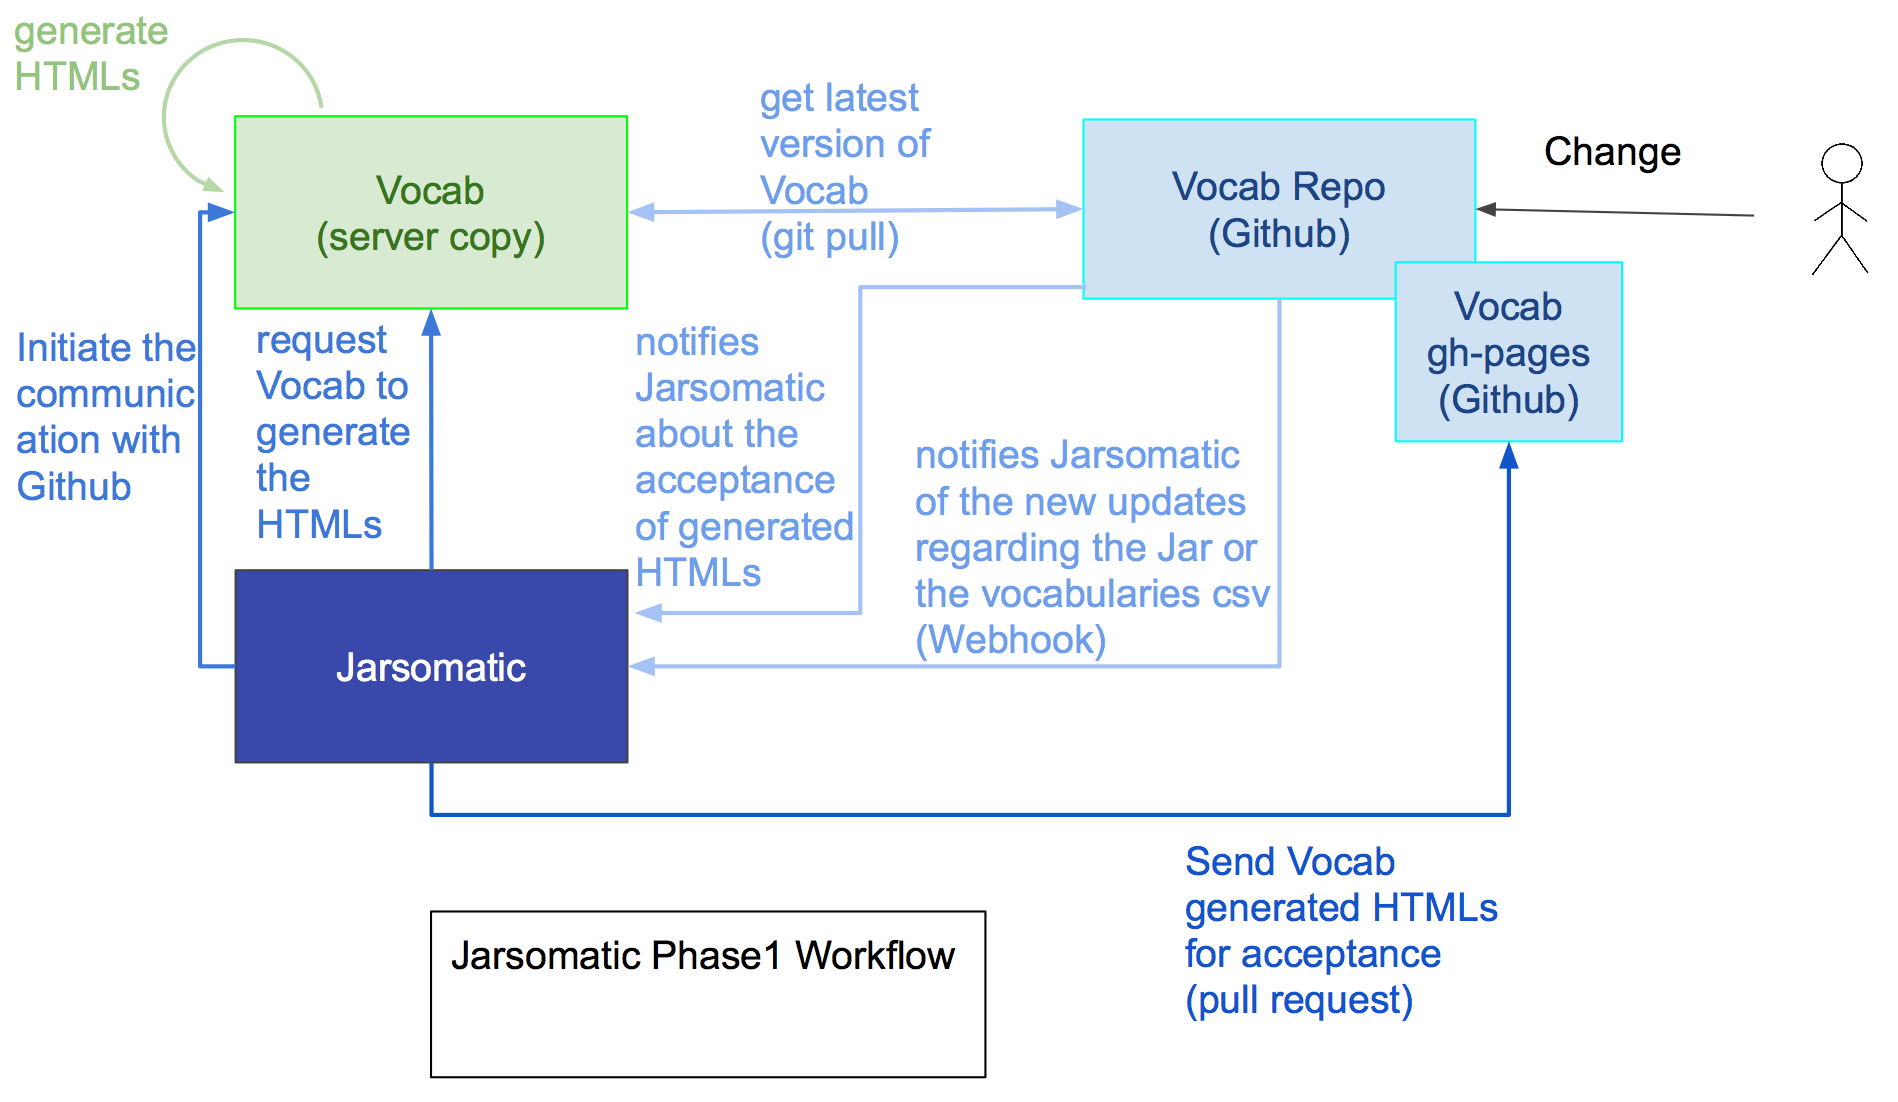 generate
HTMLs
Vocab
(server copy)
get latest
version of
Vocab
(git pull)
Vocab Repo
(Github)
Change
Vocab
gh-pages
(Github)
Initiate the
communic
ation with
Github
request
Vocab to
generate
the
HTMLs
notifies
Jarsomatic
about the
acceptance
of generated
HTMLs
notifies Jarsomatic
of the new updates
regarding the Jar or
the vocabularies csv
(Webhook)
Jarsomatic
Send Vocab
generated HTMLs
for acceptance
(pull request)
Jarsomatic Phase1 Workflow